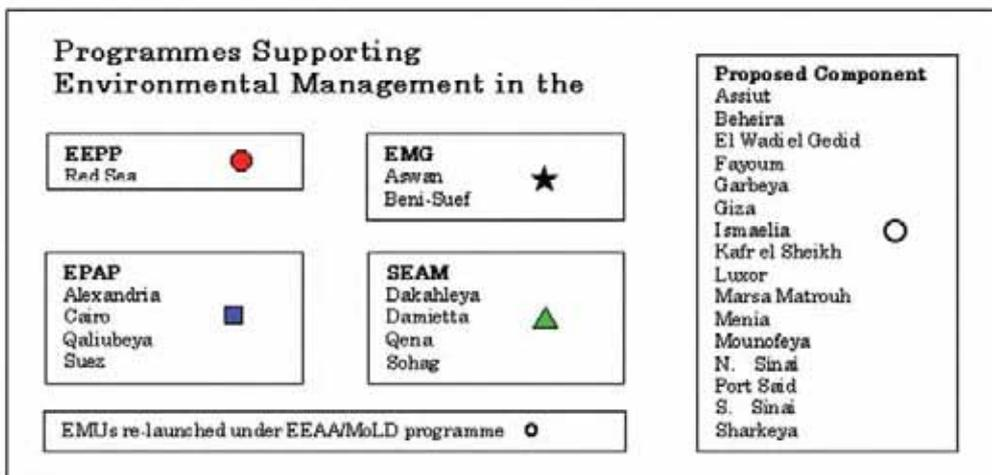 Programmes Supporting
Environmental Management in the
EEPP
Red Sea
EMG
Aswan
Beni-Suef
EPAP
Alexandria
Cairo
Qaliubeya
Suez
SEAM
Dakahleya
Damietta
Qena
Sohag
EMUs re-launched under EEAA/MoLD programme
Proposed Component
Assiut
Beheira
El Wadi el Gedid
Fayoum
Garbeya
Giza
Ismaelia
Kafr el Sheikh
Luxor
Marsa Matrouh
Menia
Mounofeya
N. Sinai
Port Said
S. Sinai
Sharkeya